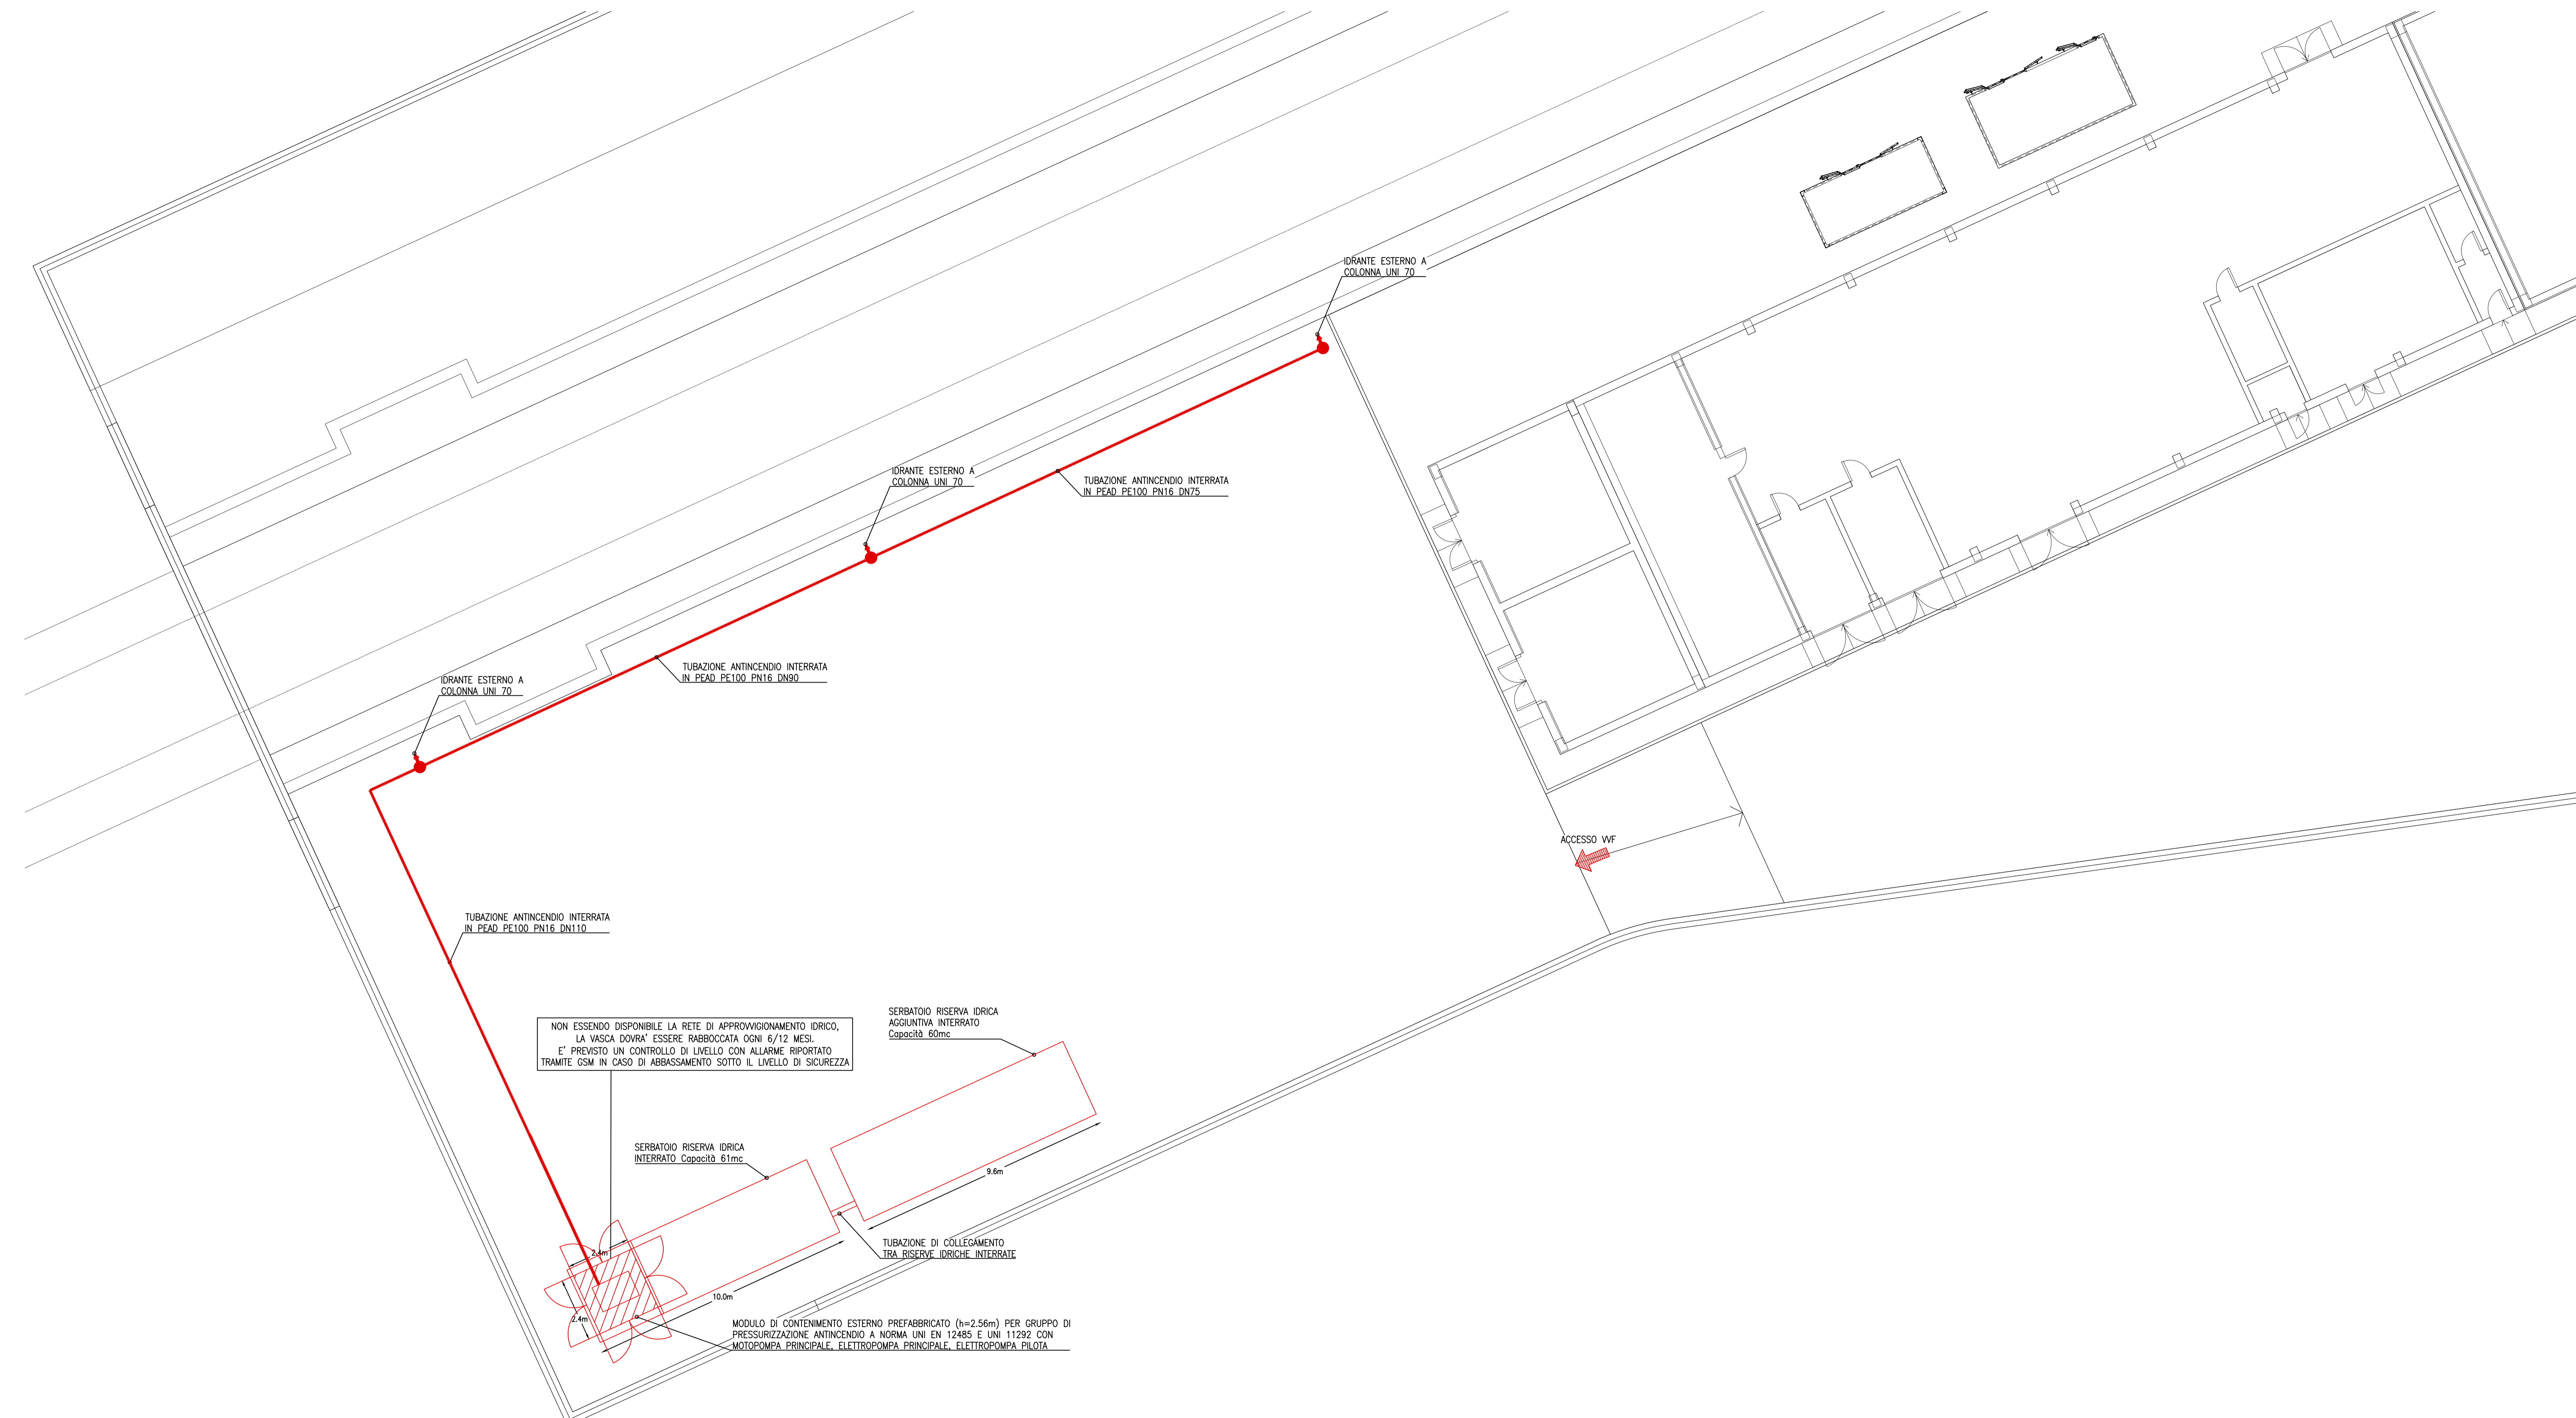 IDRANTE ESTERNO A
COLONNA UNI 70
IDRANTE ESTERNO A
COLONNA UNI 70
TUBAZIONE ANTINCENDIO INTERRATA
IN PEAD PE100 PN16 DN75
TUBAZIONE ANTINCENDIO INTERRATA
IN PEAD PE100 PN16 DN90
IDRANTE ESTERNO A
COLONNA UNI 70
ACCESSO VVF
TUBAZIONE ANTINCENDIO INTERRATA
IN PEAD PE100 PN16 DN110
NON ESSENDO DISPONIBILE LA RETE DI APPROVVIGIONAMENTO IDRICO,
LA VASCA DOVRA' ESSERE RABBOCCATA OGNI 6/12 MESI.
E' PREVISTO UN CONTROLLO DI LIVELLO CON ALLARME RIPORTATO
TRAMITE GSM IN CASO DI ABBASSAMENTO SOTTO IL LIVELLO DI SICUREZZA
SERBATOIO RISERVA IDRICA
AGGIUNTIVA INTERRATO
Capacità 60mc
SERBATOIO RISERVA IDRICA
INTERRATO Capacità 61mc
9.6m
TUBAZIONE DI COLLEGAMENTO
TRA RISERVE IDRICHE INTERRATE
2.4m
10.0m
2.4m
MODULO DI CONTENIMENTO ESTERNO PREFABBRICATO (h=2.56m) PER GRUPPO DI
PRESSURIZZAZIONE ANTINCENDIO A NORMA UNI EN 12485 E UNI 11292 CON
MOTOPOMPA PRINCIPALE, ELETTROPOMPA PRINCIPALE, ELETTROPOMPA PILOTA